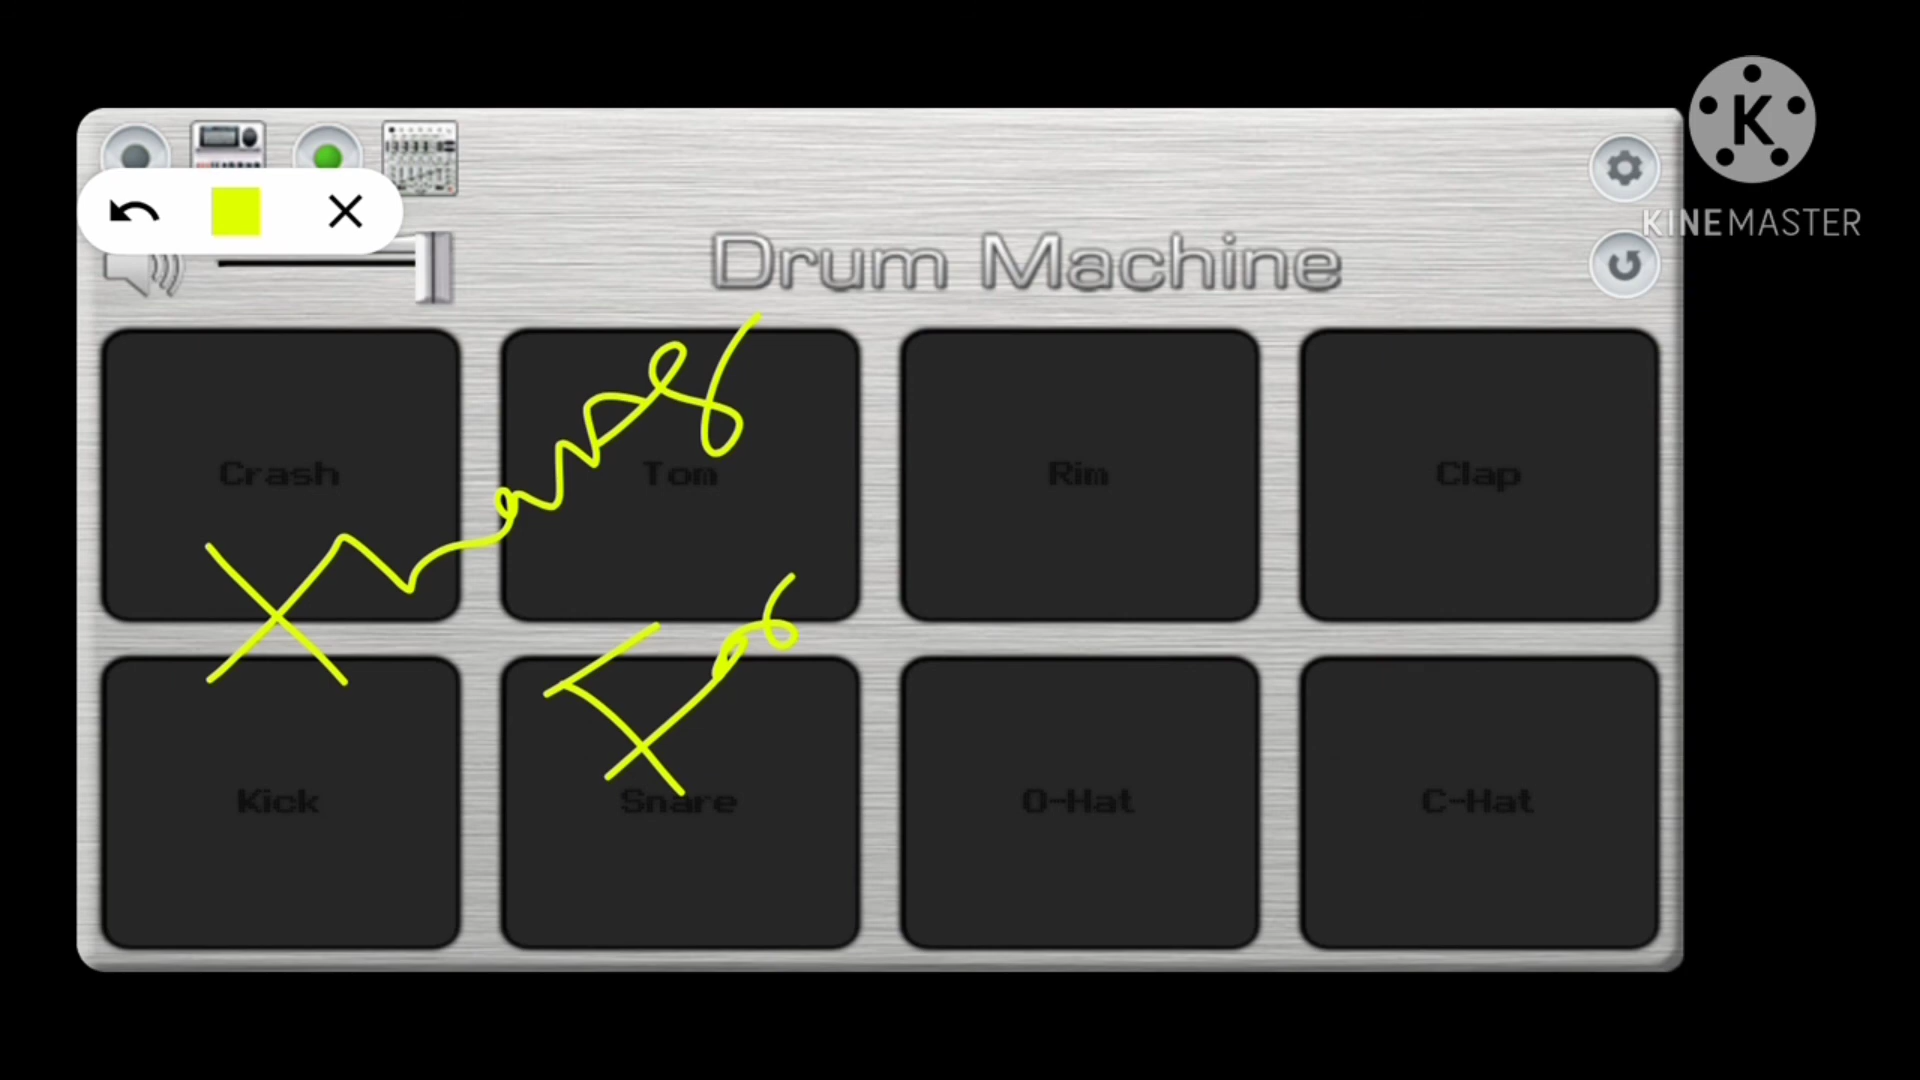 K
KINEMASTER
Drum Machine
Crash
Tom
Rim
Clap
Kick
Snare
O-Hat
C-Hat